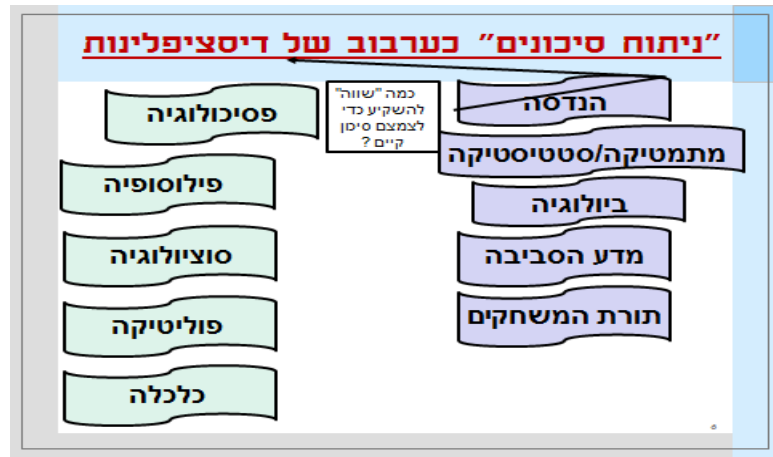 "ניתוח סיכונים" כערבוב של דיסציפלינות
הנדסה
מתמטיקה/סטטיסטיקה
ביולוגיה
מדע הסביבה
תורת המשחקים
כמה "שווה"
להשקיע כדי
לצמצם סיכון
קיים ?
פסיכולוגיה
פילוסופיה
סוציולוגיה
פוליטיקה
כלכלה
6